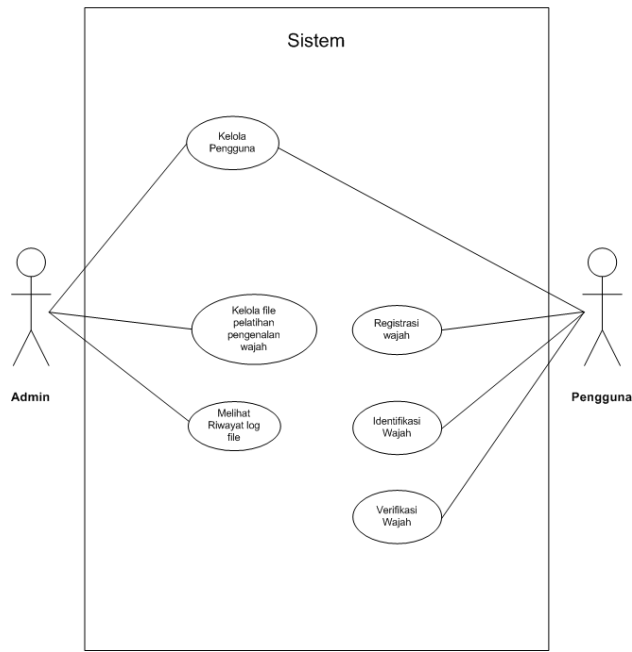 Sistem
Kelola
Pengguna
Kelola file
pelatihan
pengenalan
wajah
Registrasi
wajah
Admin
Pengguna
Melihat
Riwayat log
file
Identifikasi
Wajah
Verifikasi
Wajah